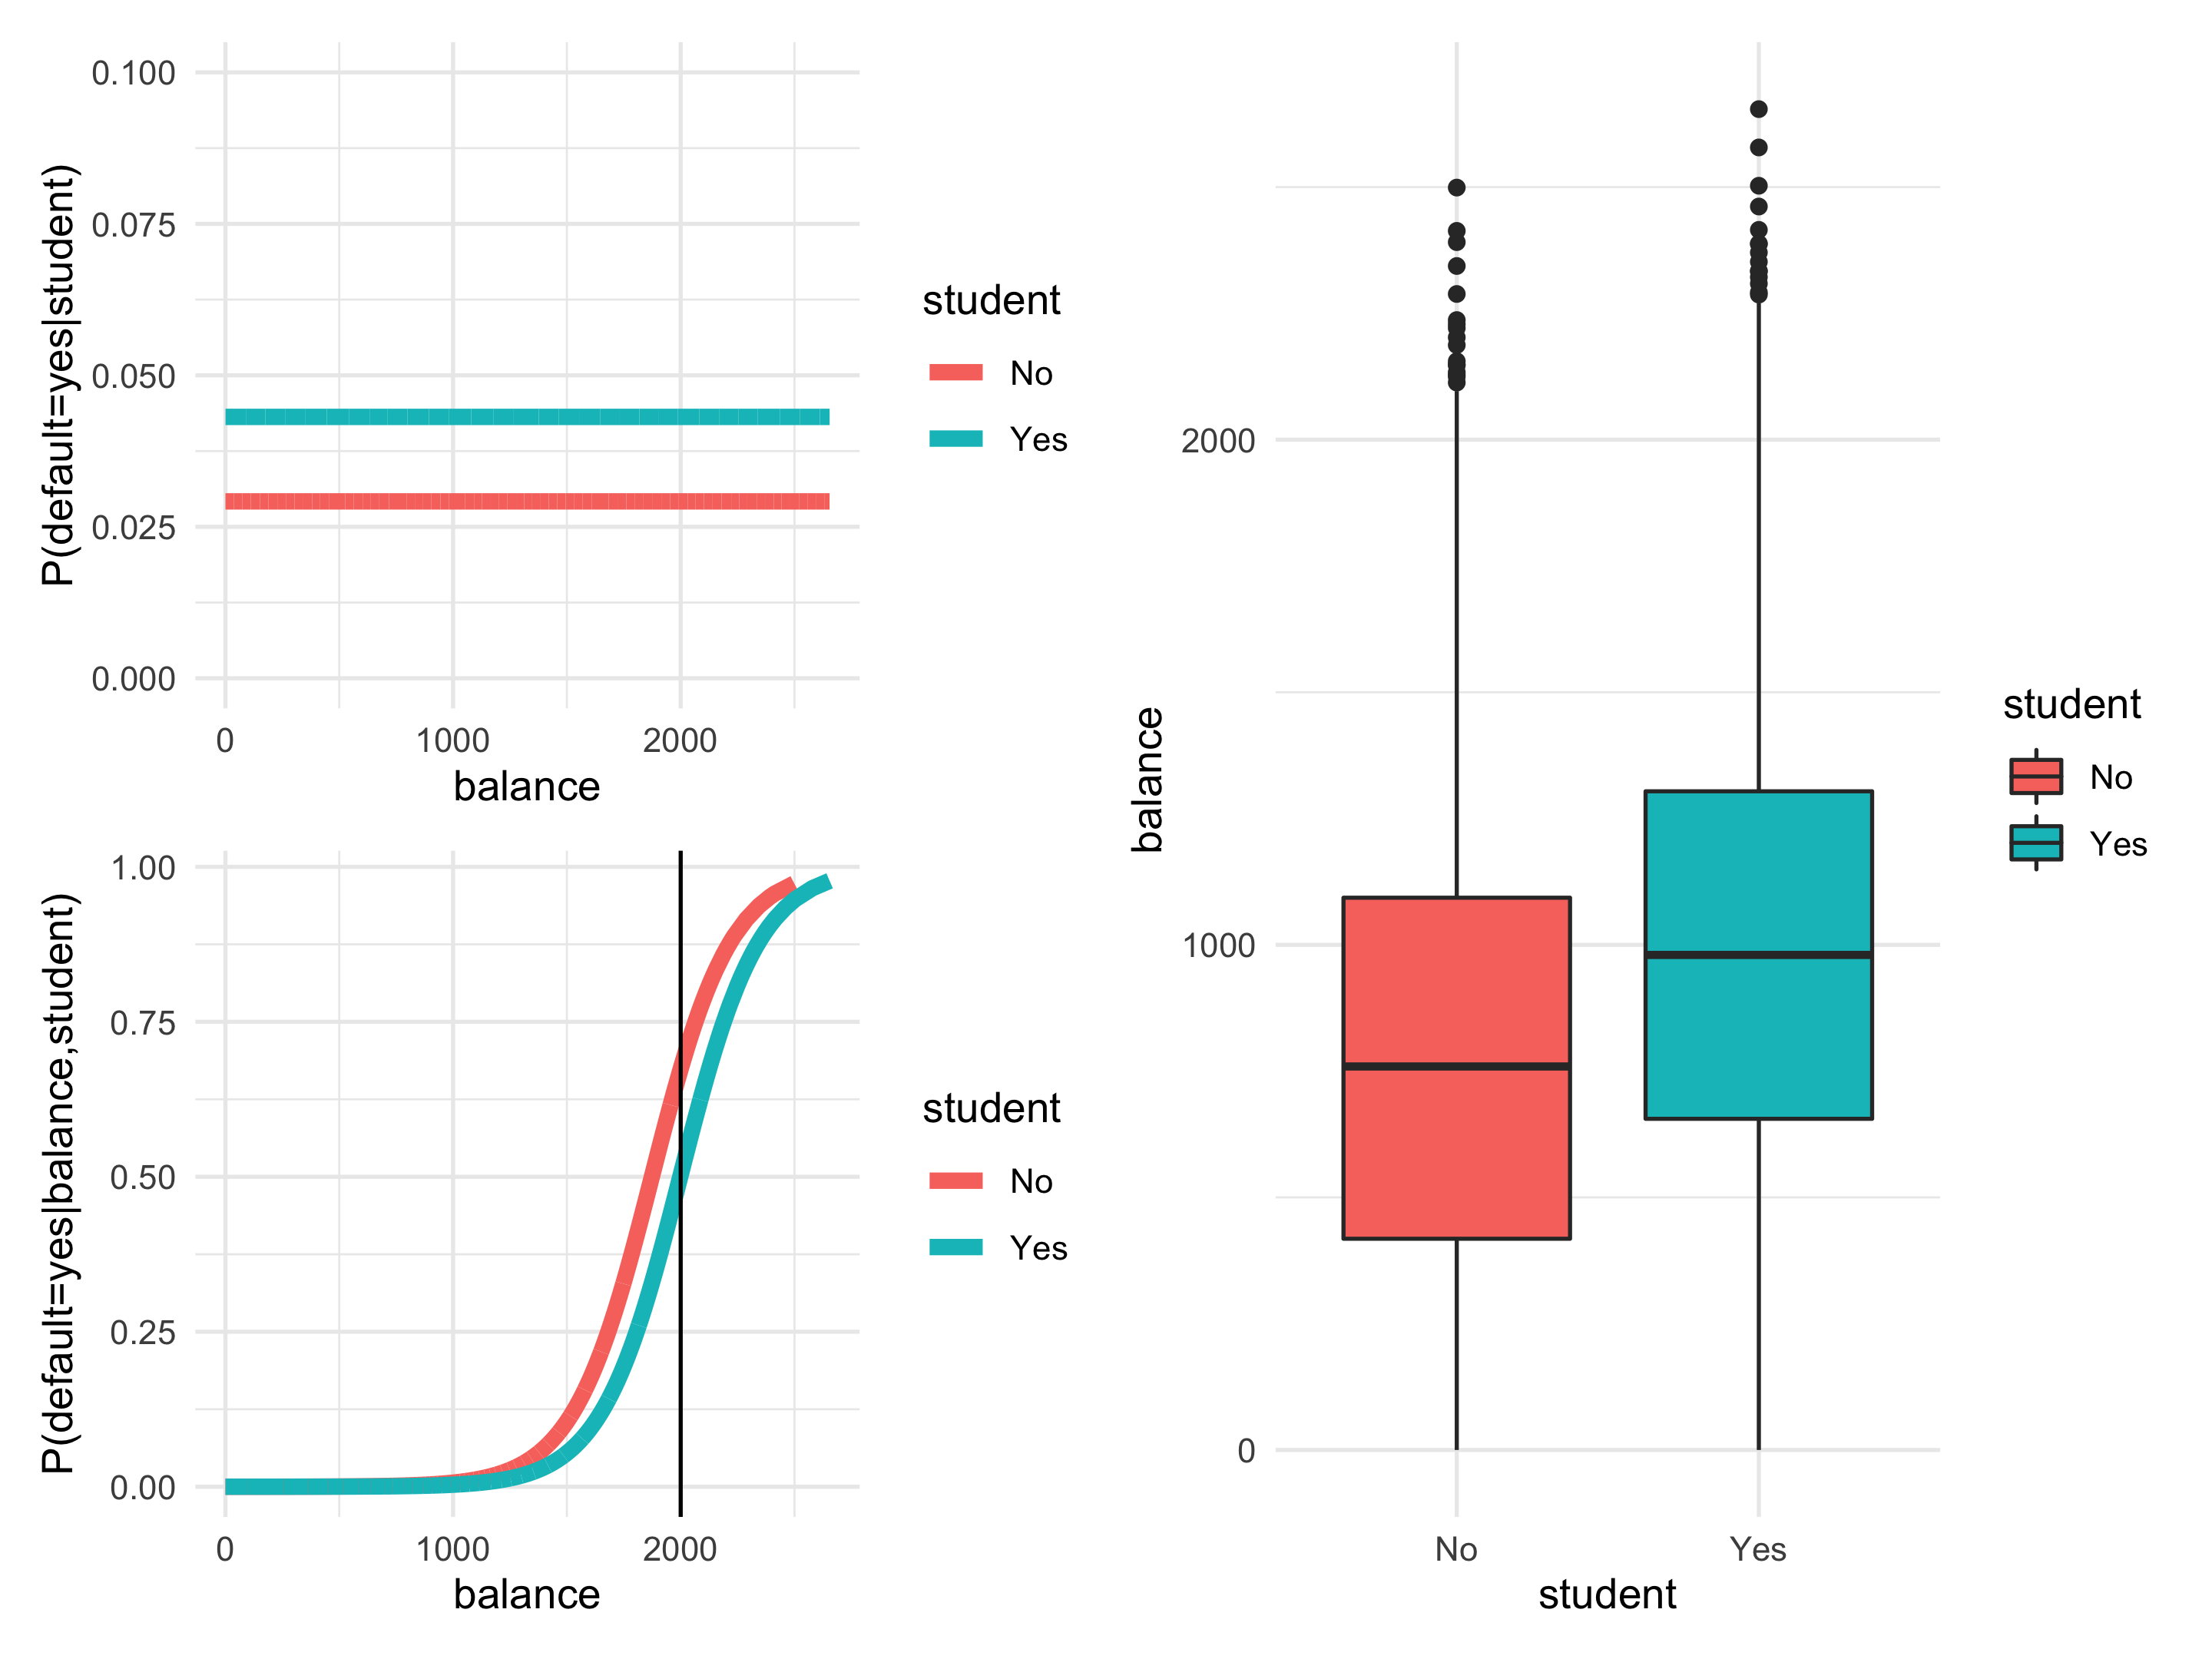 P(default=yes|student)
0.100
0.075
0.050
0.025
0.000
0 1000 2000
balance
student
No
Yes
P(default=yes|balance,student)
1.00
0.75
0.50
0.25
0.00
0 1000 2000
balance
student
No
Yes
balance
2000
1000
0
No Yes
student
student
No
Yes